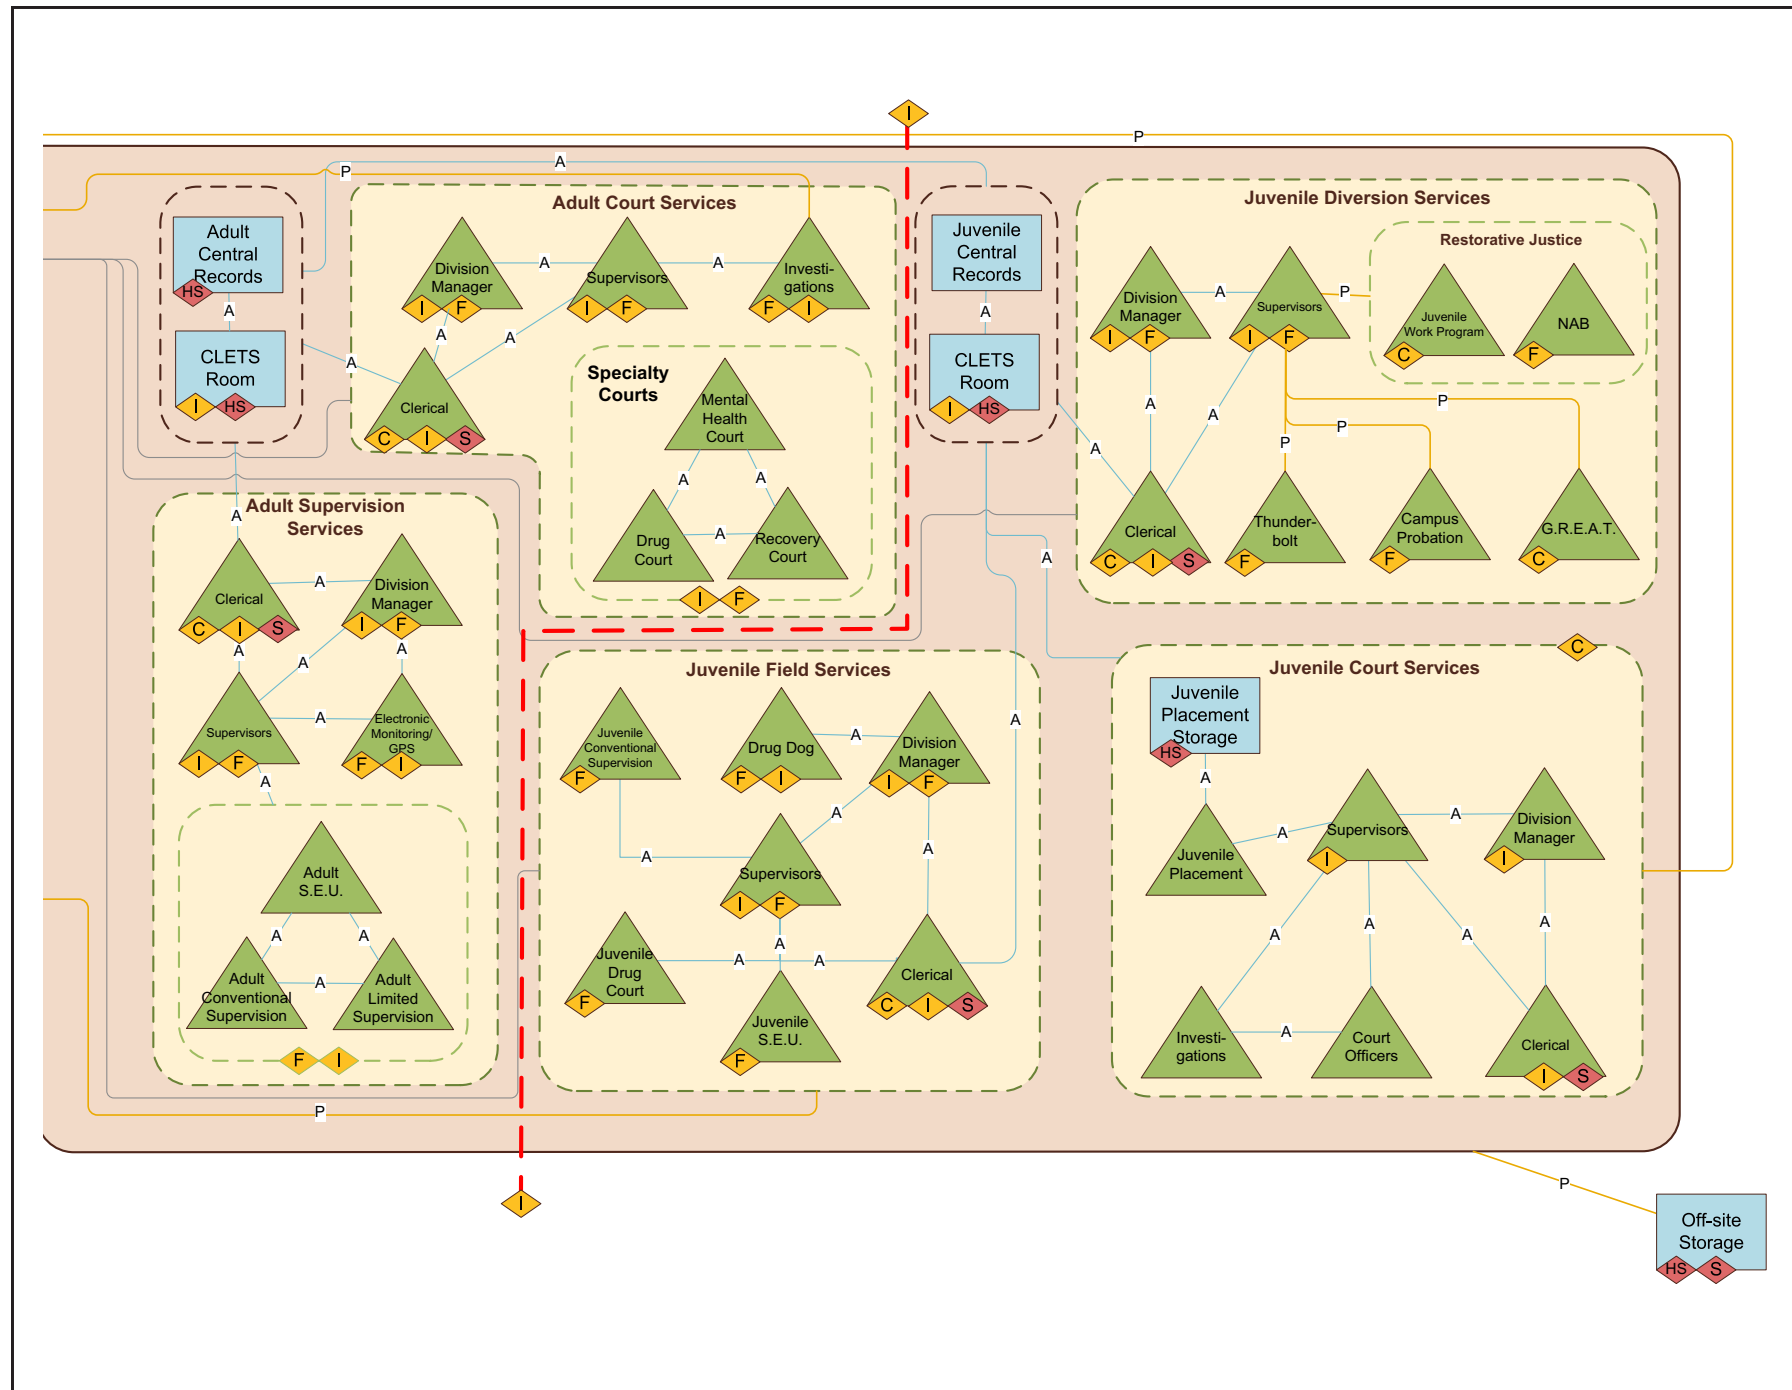 I
P
A
P
Adult
Central
Records
HS
A
CLETS
Room
I
HS
A
Adult Court Services
Division
Manager
I
F
A
Supervisors
I
F
A
Investi-
gations
F
I
A
A
A
Clerical
C
I
S
Specialty
Courts
Mental
Health
Court
A
A
Drug
Court
A
Recovery
Court
I
F
Juvenile
Central
Records
A
CLETS
Room
I
HS
A
A
Juvenile Diversion Services
Restorative Justice
Division
Manager
I
F
A
Supervisors
I
F
P
Juvenile
Work Program
C
NAB
F
A
A
P
P
P
Clerical
C
I
S
Thunder-
bolt
F
Campus
Probation
F
G.R.E.A.T.
C
Adult Supervision
Services
Clerical
C
I
S
A
Division
Manager
I
F
A
A
A
Supervisors
I
F
A
Electronic
Monitoring/
GPS
F
I
A
Adult
S.E.U.
A
A
Adult
Conventional
Supervision
A
Adult
Limited
Supervision
F
I
Juvenile Field Services
Juvenile
Conventional
Supervision
F
Drug Dog
F
I
A
Division
Manager
I
F
A
A
A
A
Supervisors
I
F
A
Juvenile
Drug
Court
F
A
A
Clerical
C
I
S
Juvenile
S.E.U.
F
C
Juvenile Court Services
Juvenile
Placement
Storage
HS
A
Juvenile
Placement
A
Supervisors
I
A
Division
Manager
I
A
A
A
A
Investi-
gations
A
Court
Officers
Clerical
I
S
P
I
P
Off-site
Storage
HS
S